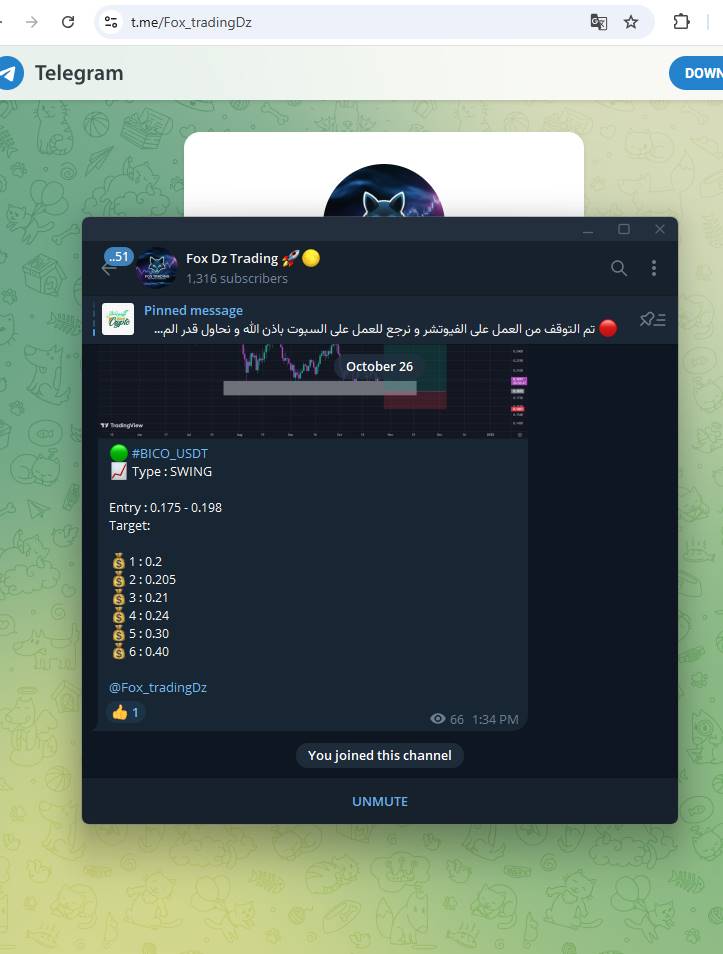 t.me/Fox_tradingDz
Telegram
DOWN
..51
Fox Dz Trading 🚀🟡
1,316 subscribers
Pinned message
🔴 تم التوقف من العمل على الفيوتشر و نرجع للعمل على السبوت باذن الله و نحاول قدر الم...
October 26
TradingView
🟢 #BICO_USDT
📈 Type : SWING
Entry : 0.175 - 0.198
Target:
💰 1 : 0.2
💰 2 : 0.205
💰 3 : 0.21
💰 4 : 0.24
💰 5 : 0.30
💰 6 : 0.40
@Fox_tradingDz
👍 1
66 1:34 PM
You joined this channel
UNMUTE